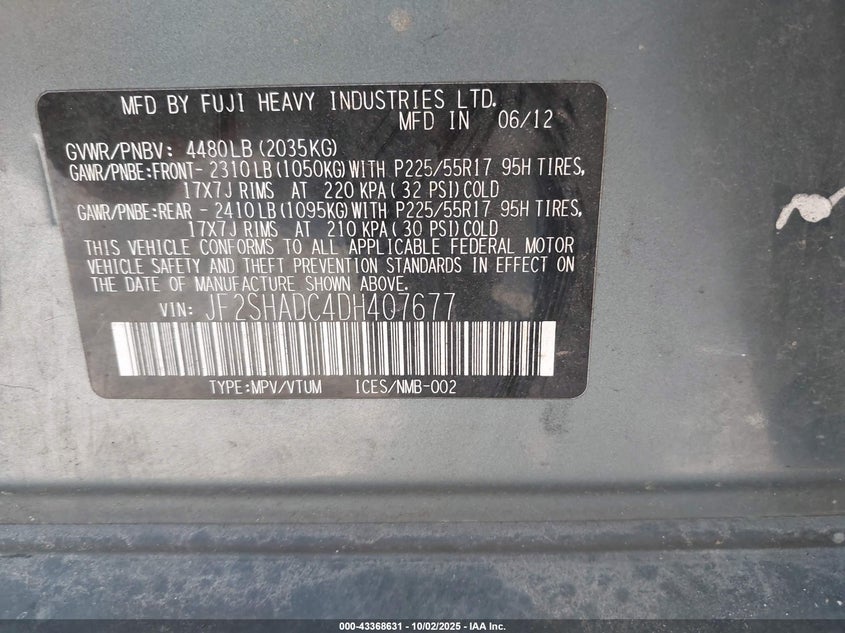 MFD BY FUJI HEAVY INDUSTRIES LTD.
MFD IN 06/12
GVWR/PNBV: 4480LB (2035KG)
GAWR/PNBE:FRONT- 2310LB (1050KG)WITH P225/55R17 95H TIRES,
17X7J RIMS AT 220 KPA ( 32 PSI)COLD
GAWR/PNBE:REAR - 2410LB (1095KG)WITH P225/55R17 95H TIRES,
17X7J RIMS AT 210 KPA ( 30 PSI)COLD
THIS VEHICLE CONFORMS TO ALL APPLICABLE FEDERAL MOTOR
VEHICLE SAFETY AND THEFT PREVENTION STANDARDS IN EFFECT ON
THE DATE OF MANUFACTURE SHOWN ABOVE.
VIN: JF2SHADC4DH407677
TYPE:MPV/VTUM ICES/NMB-002
000-43368631 - 10/02/2025 - IAA Inc.